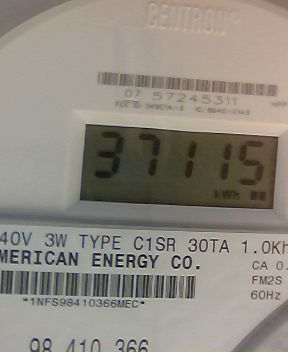 CENTRON®
07 57245311
37115
kWh
40V 3W TYPE C1SR 30TA 1.0Kh
MERICAN ENERGY CO.
CA 0.
FM2S
60Hz
*1NFS98410366MEC*
98 410 366